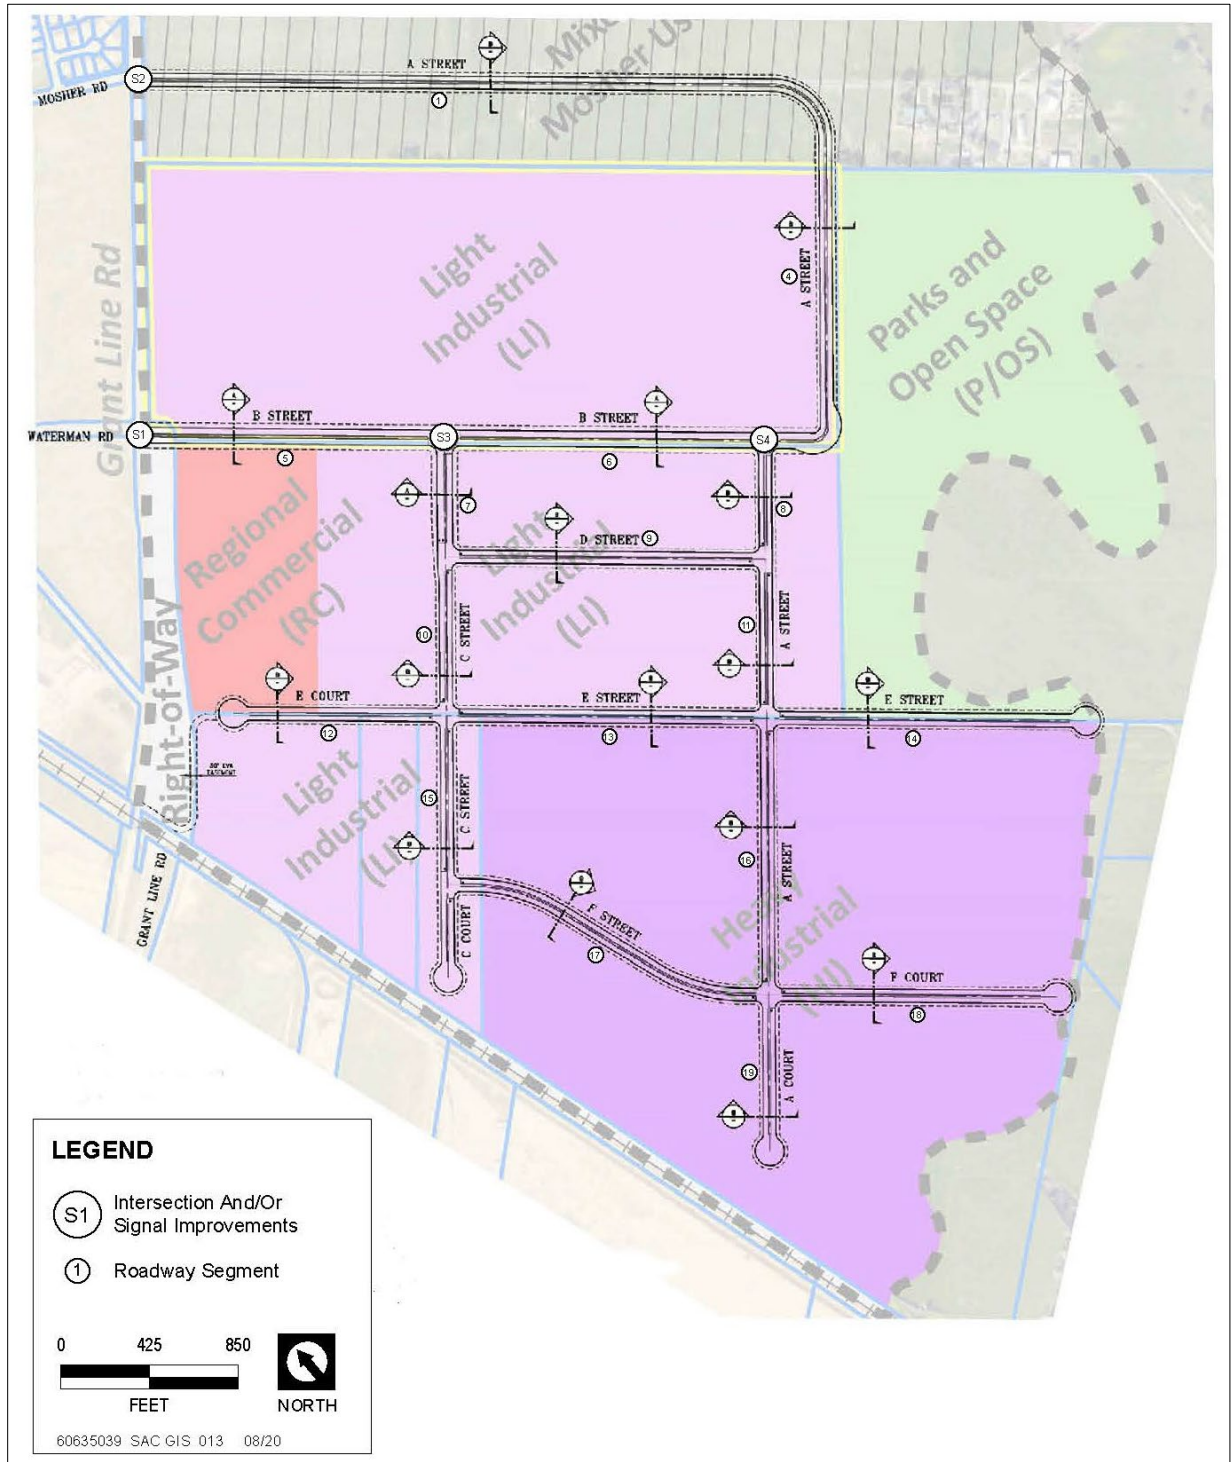 Mixe
Mosher Us
A STREET
S2
MOSHER RD
1
Light
Industrial
(LI)
4
A STREET
Parks and
Open Space
(P/OS)
Grant Line Rd
A
B STREET
B STREET
A
WATERMAN RD
S1
S3
S4
5
6
Regional
Commercial
(RC)
A
7
8
D STREET
9
Light
Industrial
(LI)
10
C STREET
11
A STREET
Right-of-Way
E COURT
E STREET
E STREET
12
13
14
EASEMENT
Light
Industrial
(LI)
15
C STREET
16
A STREET
GRANT LINE RD
C COURT
F STREET
17
Heavy
Industrial
(HI)
F COURT
18
19
A COURT
LEGEND
S1
Intersection And/Or
Signal Improvements
1
Roadway Segment
0 425 850
FEET
NORTH
60635039 SAC GIS 013 08/20